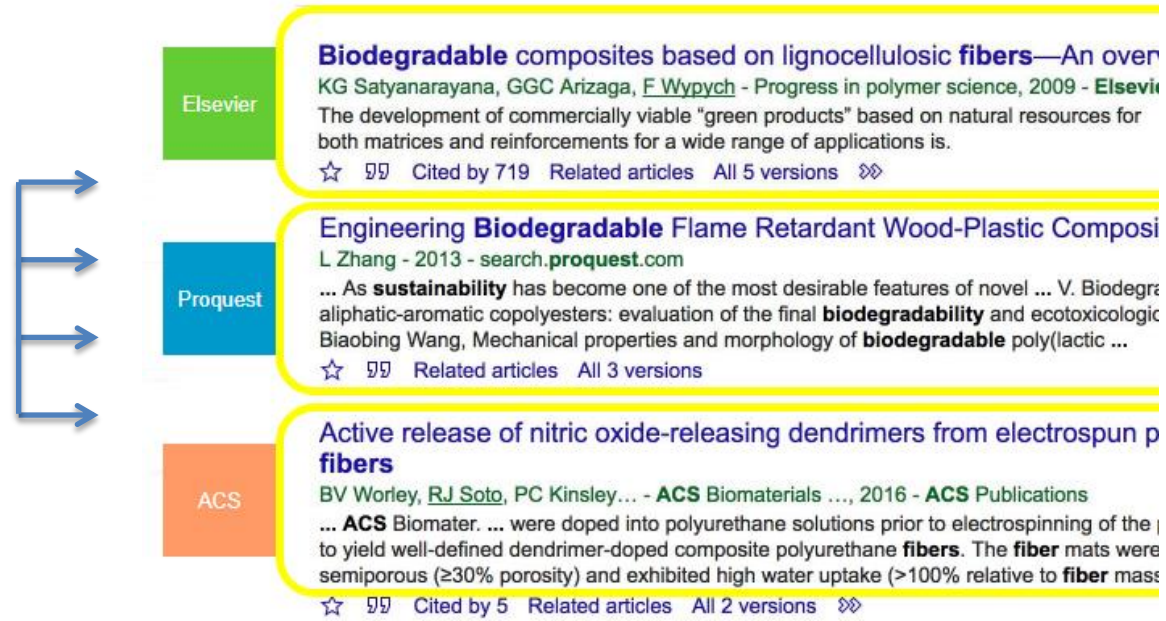 Elsevier
Biodegradable composites based on lignocellulosic fibers—An overv
KG Satyanarayana, GGC Arizaga, F Wypych - Progress in polymer science, 2009 - Elsevie
The development of commercially viable “green products” based on natural resources for
both matrices and reinforcements for a wide range of applications is.
Cited by 719 Related articles All 5 versions
Proquest
Engineering Biodegradable Flame Retardant Wood-Plastic Composi
L Zhang - 2013 - search.proquest.com
... As sustainability has become one of the most desirable features of novel ... V. Biodegra
aliphatic-aromatic copolyesters: evaluation of the final biodegradability and ecotoxicologic
Biaobing Wang, Mechanical properties and morphology of biodegradable poly(lactic ...
Related articles All 3 versions
ACS
Active release of nitric oxide-releasing dendrimers from electrospun p
fibers
BV Worley, RJ Soto, PC Kinsley… - ACS Biomaterials …, 2016 - ACS Publications
... ACS Biomater. ... were doped into polyurethane solutions prior to electrospinning of the p
to yield well-defined dendrimer-doped composite polyurethane fibers. The fiber mats were
semiporous (≥30% porosity) and exhibited high water uptake (>100% relative to fiber mass
Cited by 5 Related articles All 2 versions